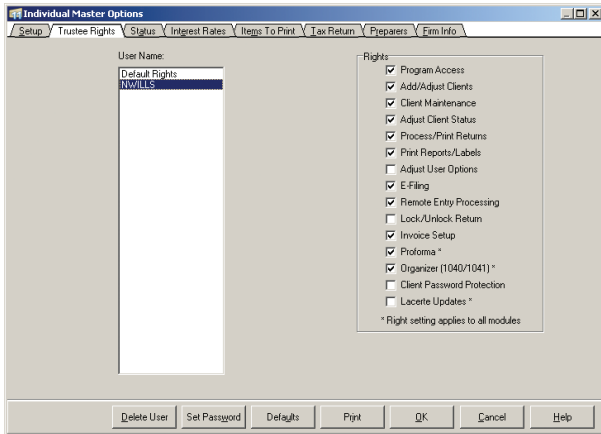 Individual Master Options
Setup
Trustee Rights
Status
Interest Rates
Items To Print
Tax Return
Preparers
Firm Info
User Name:
Default Rights
NWILLS
Rights
Program Access
Add/Adjust Clients
Client Maintenance
Adjust Client Status
Process/Print Returns
Print Reports/Labels
Adjust User Options
E-Filing
Remote Entry Processing
Lock/Unlock Return
Invoice Setup
Proforma *
Organizer (1040/1041) *
Client Password Protection
Lacerte Updates *
* Right setting applies to all modules
Delete User
Set Password
Defaults
Print
OK
Cancel
Help